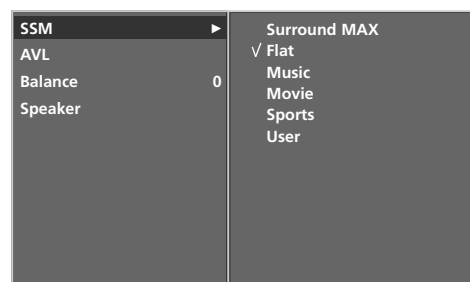 SSM ►
AVL
Balance 0
Speaker
Surround MAX
√ Flat
Music
Movie
Sports
User